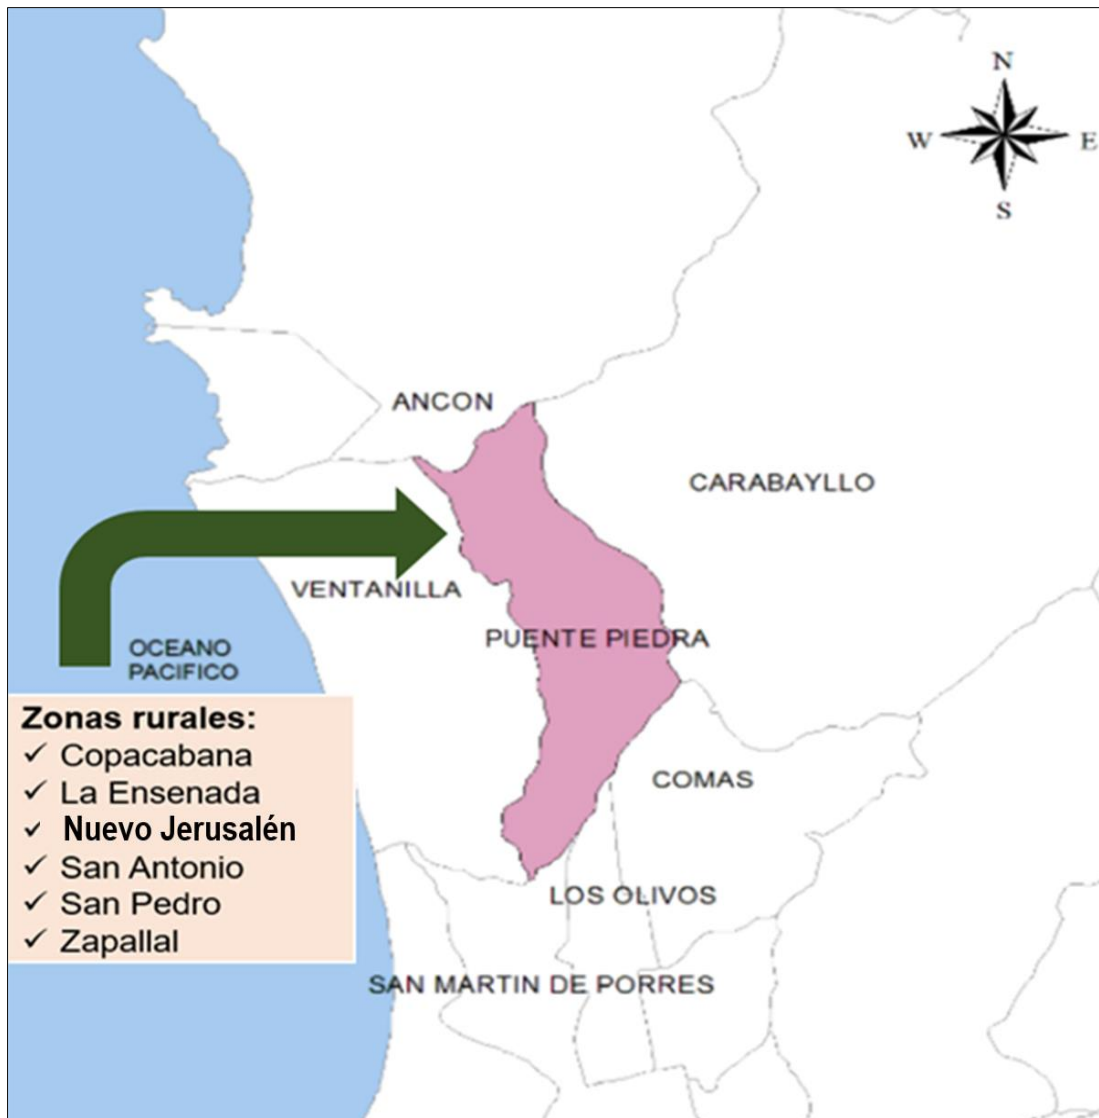 N
W E
S
ANCON
CARABAYLLO
VENTANILLA
PUENTE PIEDRA
OCEANO
PACIFICO
Zonas rurales:
✓ Copacabana
✓ La Ensenada
✓ Nuevo Jerusalén
✓ San Antonio
✓ San Pedro
✓ Zapallal
COMAS
LOS OLIVOS
SAN MARTIN DE PORRES